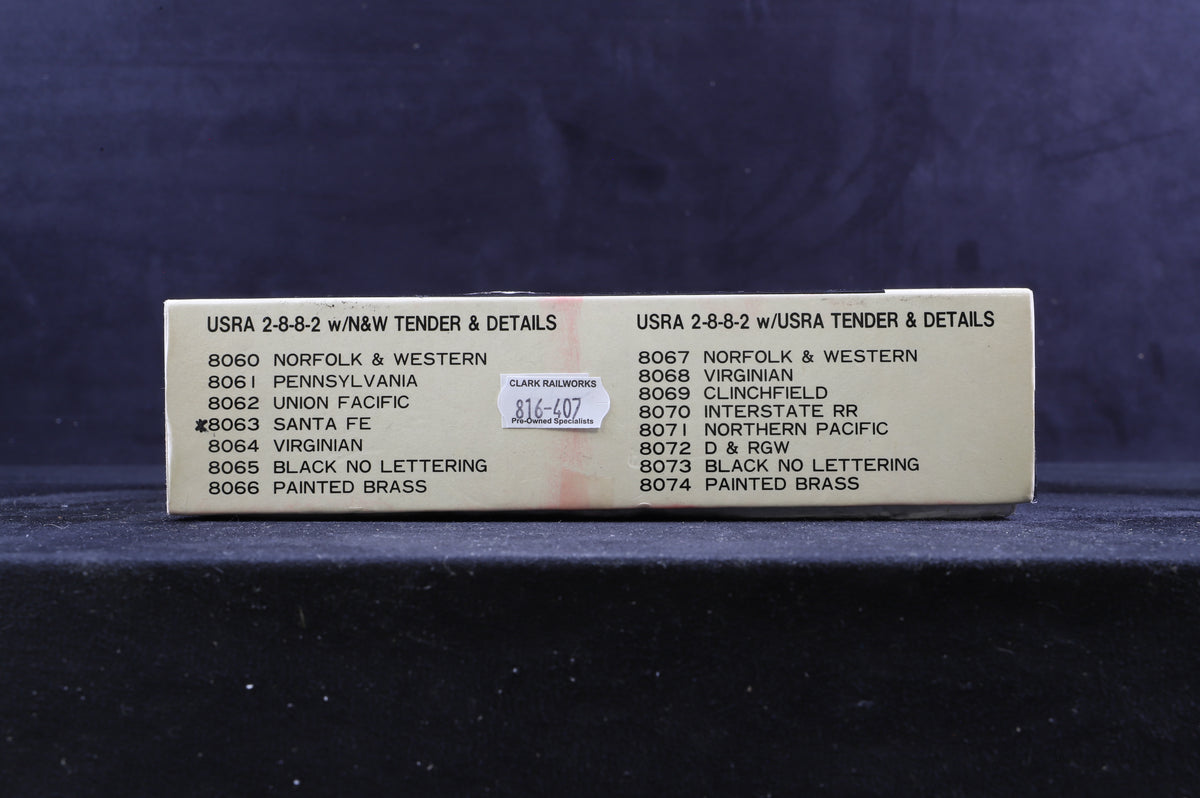 USRA 2-8-8-2 w/N&W TENDER & DETAILS
8060 NORFOLK & WESTERN
8061 PENNSYLVANIA
8062 UNION PACIFIC
*8063 SANTA FE
8064 VIRGINIAN
8065 BLACK NO LETTERING
8066 PAINTED BRASS
CLARK RAILWORKS
816-407
Pre-Owned Specialists
USRA 2-8-8-2 w/USRA TENDER & DETAILS
8067 NORFOLK & WESTERN
8068 VIRGINIAN
8069 CLINCHFIELD
8070 INTERSTATE RR
8071 NORTHERN PACIFIC
8072 D & RGW
8073 BLACK NO LETTERING
8074 PAINTED BRASS